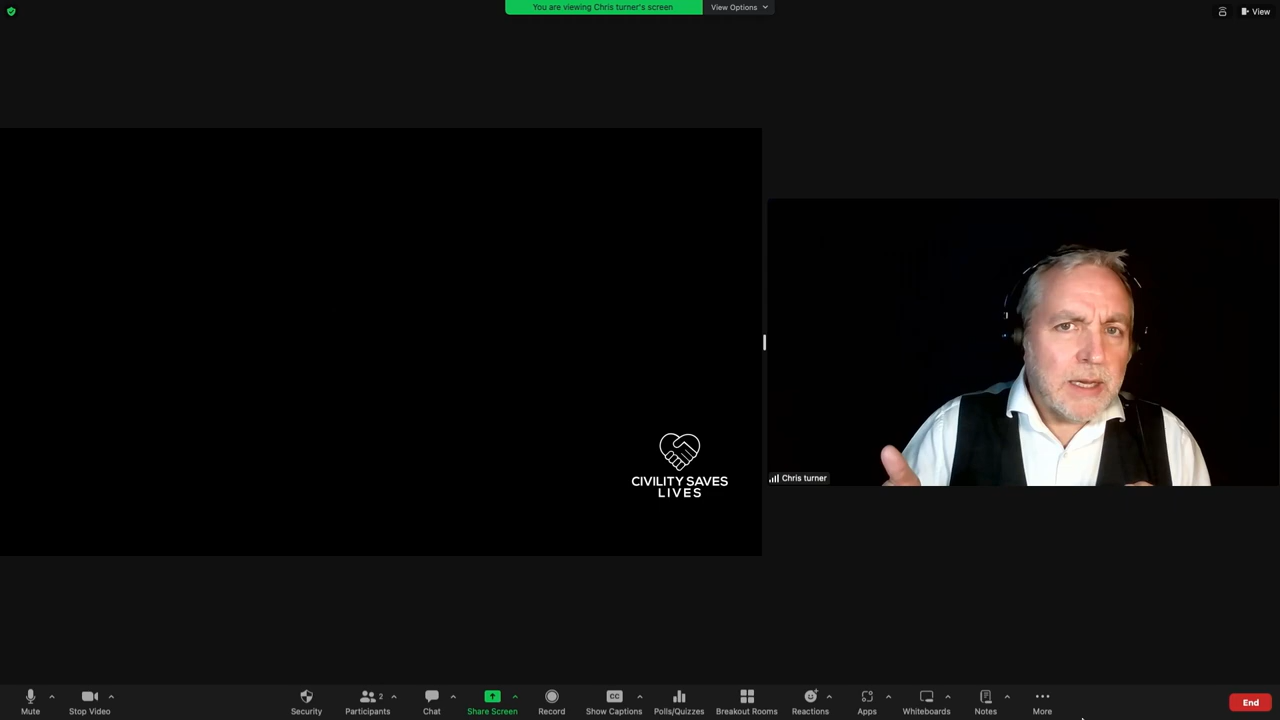 You are viewing Chris turner's screen
View Options
View
CIVILITY SAVES
LIVES
Chris turner
Mute
Stop Video
Security
Participants
2
Chat
Share Screen
Record
CC
Show Captions
Polls/Quizzes
Breakout Rooms
Reactions
Apps
Whiteboards
Notes
More
End